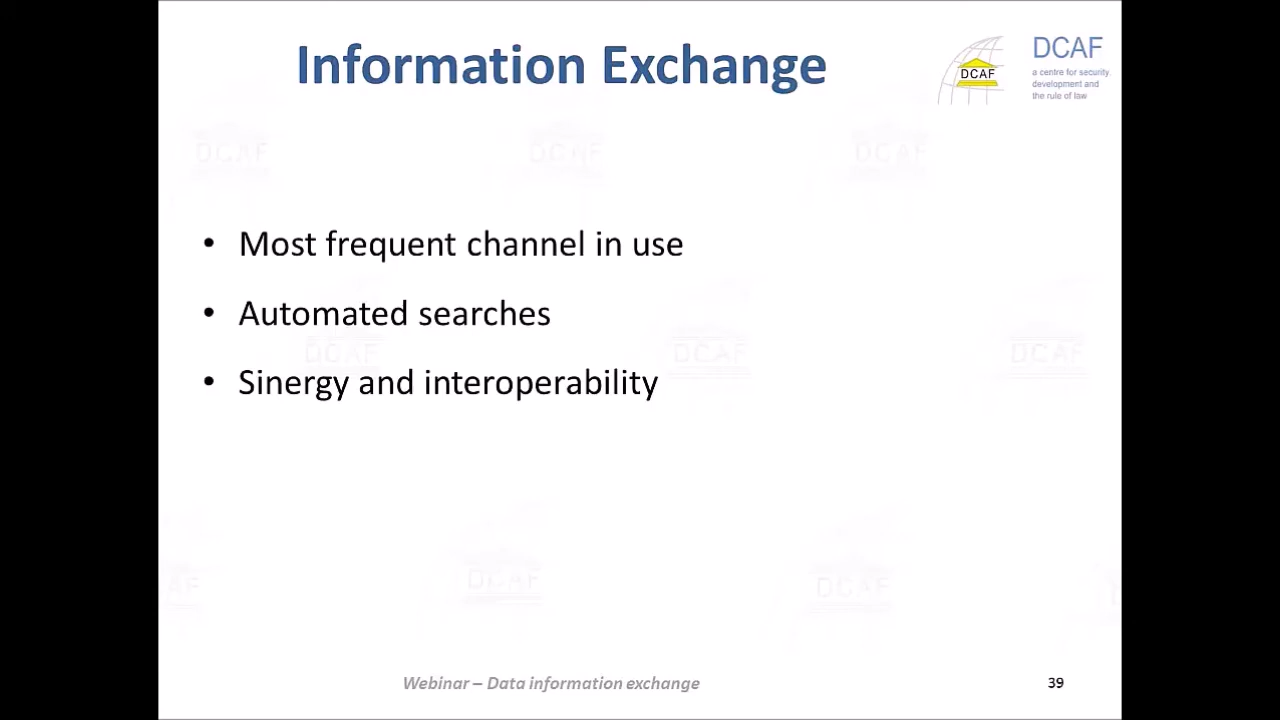 Information Exchange
DCAF
DCAF
a centre for security,
development and
the rule of law
• Most frequent channel in use
• Automated searches
• Sinergy and interoperability
Webinar – Data information exchange
39